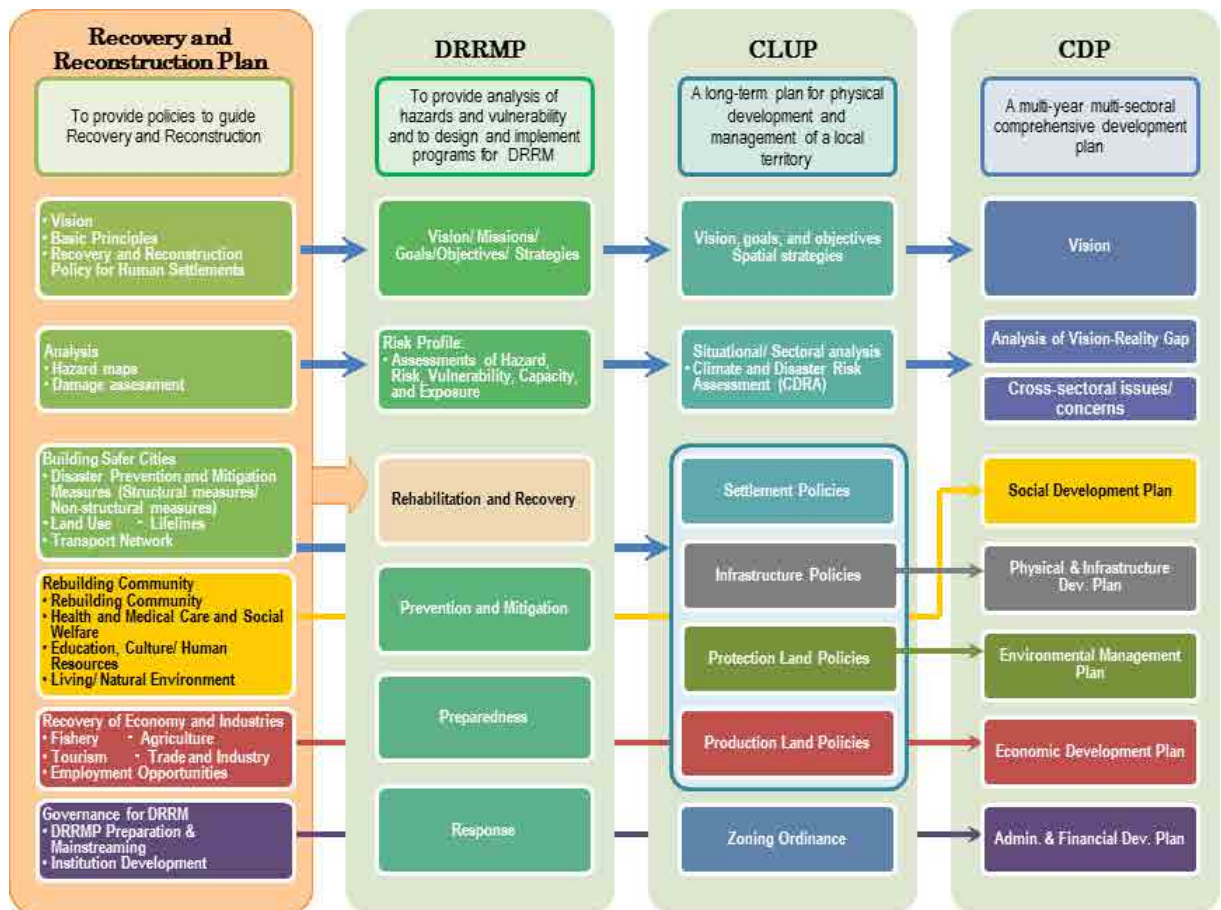 Recovery and
Reconstruction Plan
To provide policies to guide
Recovery and Reconstruction
• Vision
• Basic Principles
• Recovery and Reconstruction
Policy for Human Settlements
Analysis
• Hazard maps
• Damage assessment
Building Safer Cities
• Disaster Prevention and Mitigation
Measures (Structural measures/
Non-structural measures)
• Land Use • Lifelines
• Transport Network
Rebuilding Community
• Rebuilding Community
• Health and Medical Care and Social
Welfare
• Education, Culture/ Human
Resources
• Living/ Natural Environment
Recovery of Economy and Industries
• Fishery • Agriculture
• Tourism • Trade and Industry
• Employment Opportunities
Governance for DRRM
• DRRMP Preparation &
Mainstreaming
• Institution Development
DRRMP
To provide analysis of
hazards and vulnerability
and to design and implement
programs for DRRM
Vision/ Missions/
Goals/Objectives/ Strategies
Risk Profile:
• Assessments of Hazard,
Risk, Vulnerability, Capacity,
and Exposure
Rehabilitation and Recovery
Prevention and Mitigation
Preparedness
Response
CLUP
A long-term plan for physical
development and
management of a local
territory
Vision, goals, and objectives
Spatial strategies
Situational/ Sectoral analysis
• Climate and Disaster Risk
Assessment (CDRA)
Settlement Policies
Infrastructure Policies
Protection Land Policies
Production Land Policies
Zoning Ordinance
CDP
A multi-year multi-sectoral
comprehensive development
plan
Vision
Analysis of Vision-Reality Gap
Cross-sectoral issues/
concerns
Social Development Plan
Physical & Infrastructure
Dev. Plan
Environmental Management
Plan
Economic Development Plan
Admin. & Financial Dev. Plan